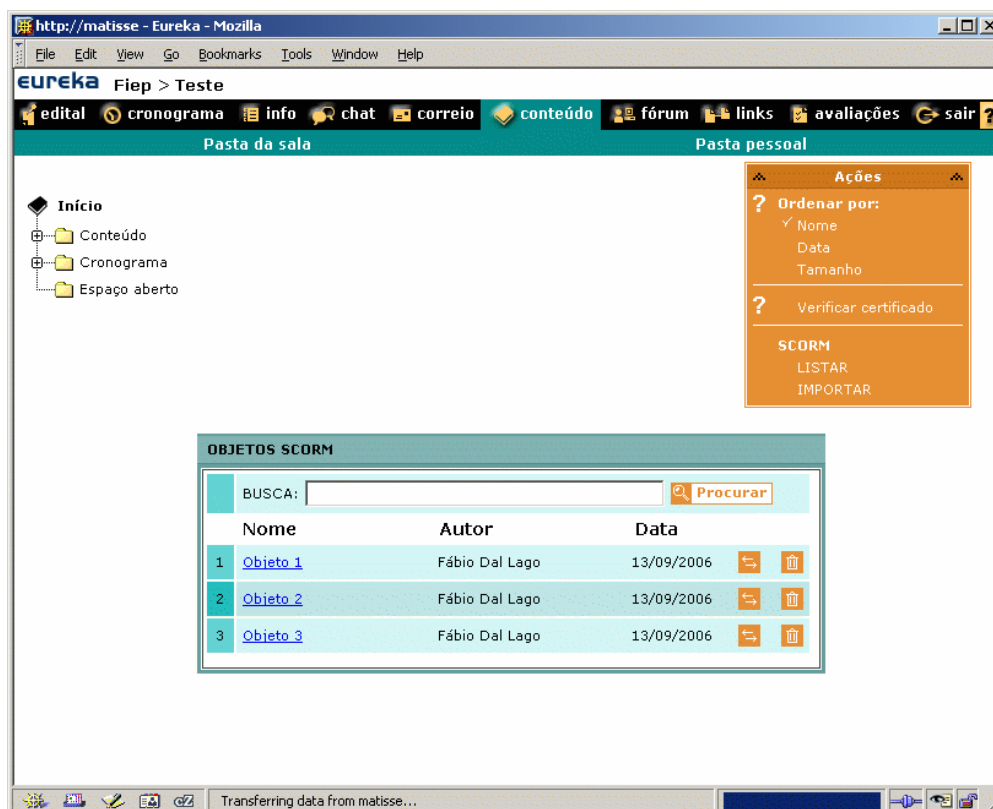 http://matisse - Eureka - Mozilla
File Edit View Go Bookmarks Tools Window Help
eureka Fiep > Teste
edital cronograma info chat correio conteúdo fórum links avaliações sair ?
Pasta da sala Pasta pessoal
Ações
? Ordenar por:
Nome
Data
Tamanho
? Verificar certificado
SCORM
LISTAR
IMPORTAR
Início
Conteúdo
Cronograma
Espaço aberto
OBJETOS SCORM
BUSCA: Procurar
Nome Autor Data
1 Objeto 1 Fábio Dal Lago 13/09/2006
2 Objeto 2 Fábio Dal Lago 13/09/2006
3 Objeto 3 Fábio Dal Lago 13/09/2006
Transferring data from matisse...